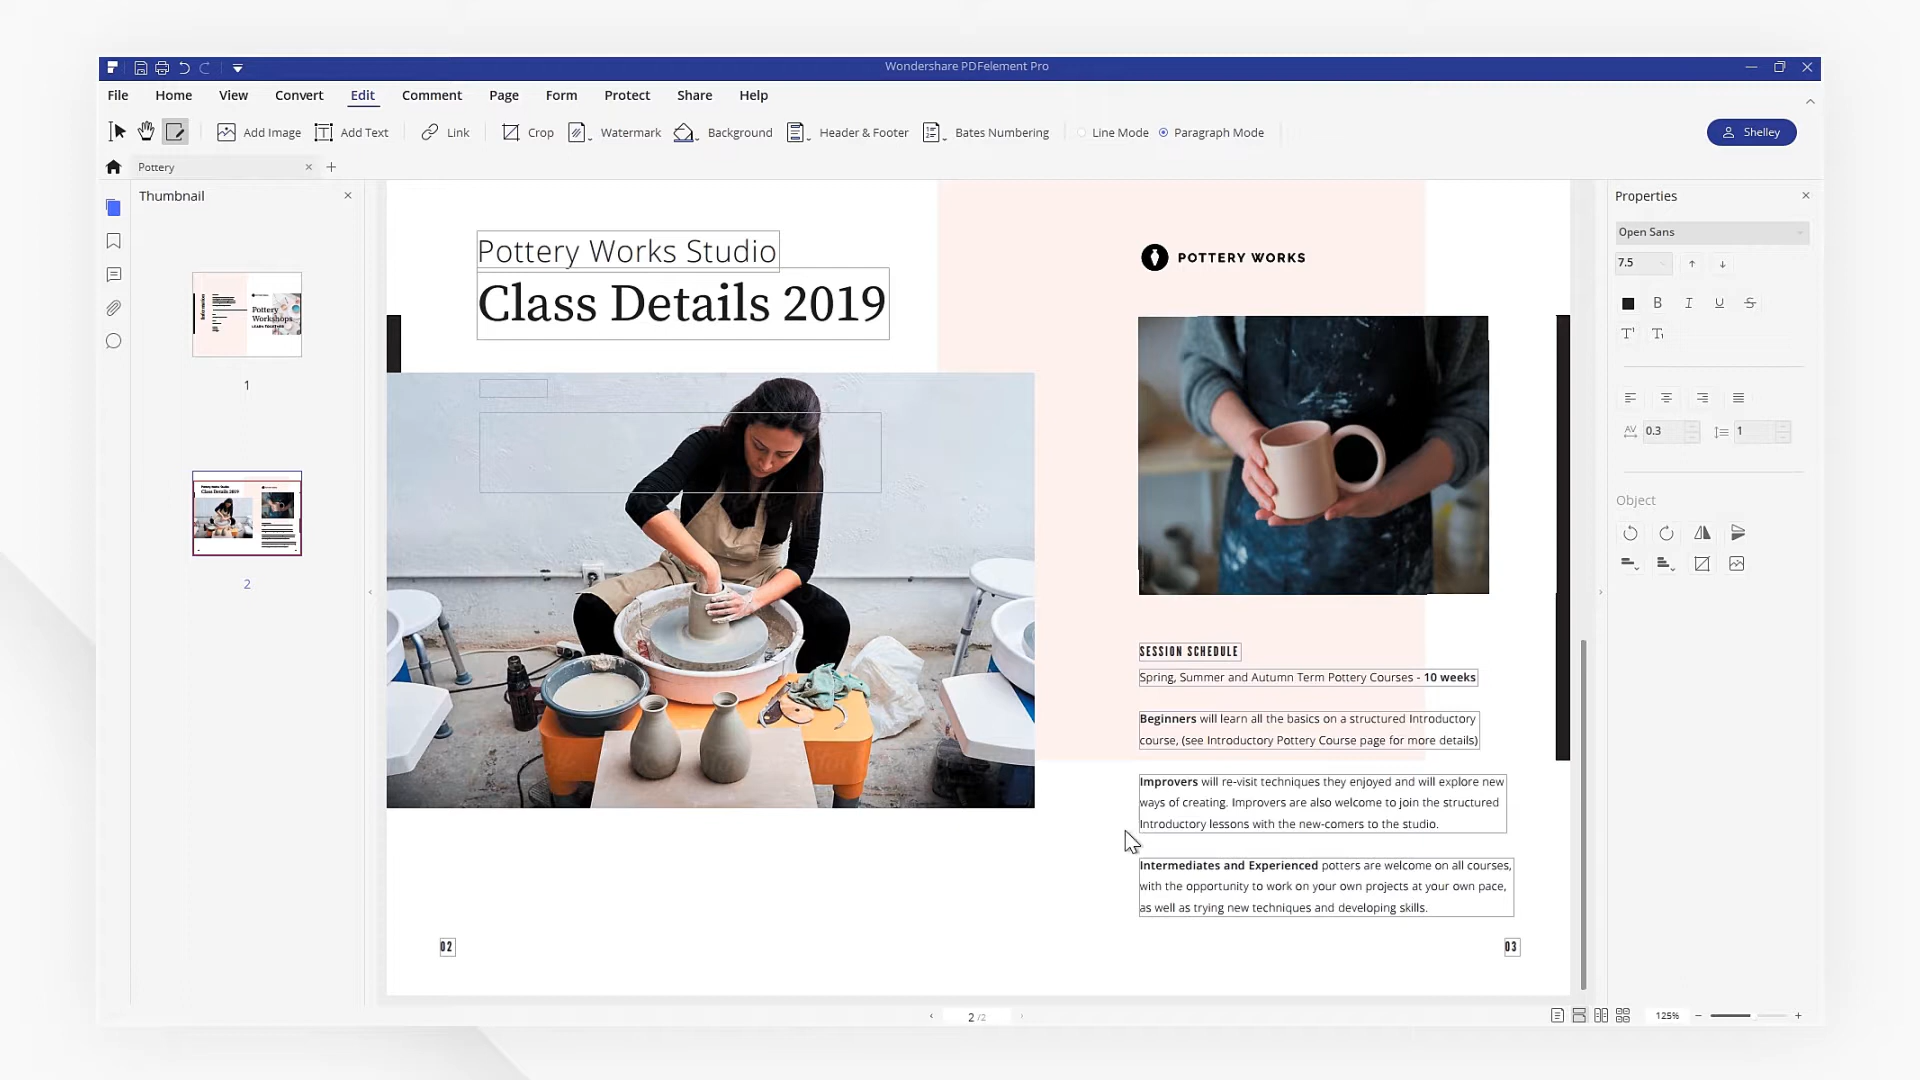 Wondershare PDFelement Pro
File Home View Convert Edit Comment Page Form Protect Share Help
Add Image Add Text Link Crop Watermark Background Header & Footer Bates Numbering Line Mode Paragraph Mode Shelley
Pottery
Thumbnail
Pottery
Workshops
1
Class Details 2019
2
Pottery Works Studio
Class Details 2019
POTTERY WORKS
SESSION SCHEDULE
Spring, Summer and Autumn Term Pottery Courses - 10 weeks
Beginners will learn all the basics on a structured Introductory
course, (see Introductory Pottery Course page for more details)
Improvers will re-visit techniques they enjoyed and will explore new
ways of creating. Improvers are also welcome to join the structured
Introductory lessons with the new-comers to the studio.
Intermediates and Experienced potters are welcome on all courses,
with the opportunity to work on your own projects at your own pace,
as well as trying new techniques and developing skills.
02
03
2 /2
125%
Properties
Open Sans
7.5
B I U S
T T
AV 0.3 1
Object